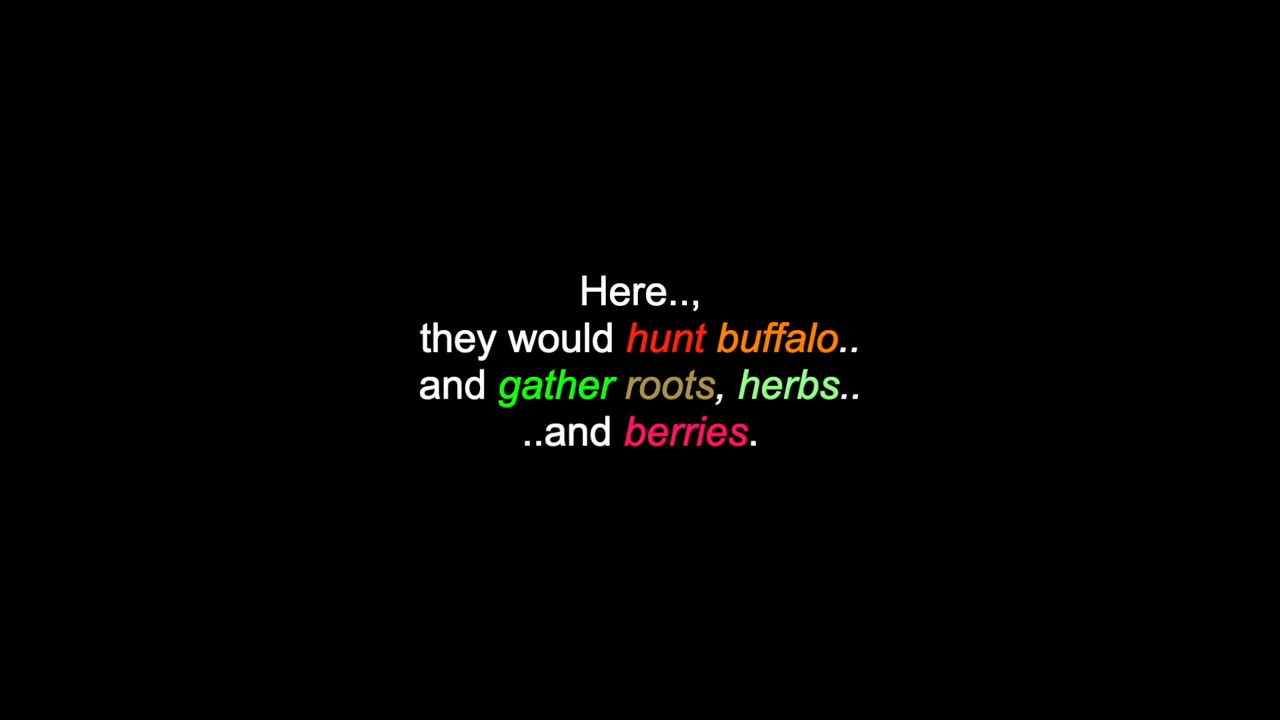 Here..,
they would hunt buffalo..
and gather roots, herbs..
..and berries.